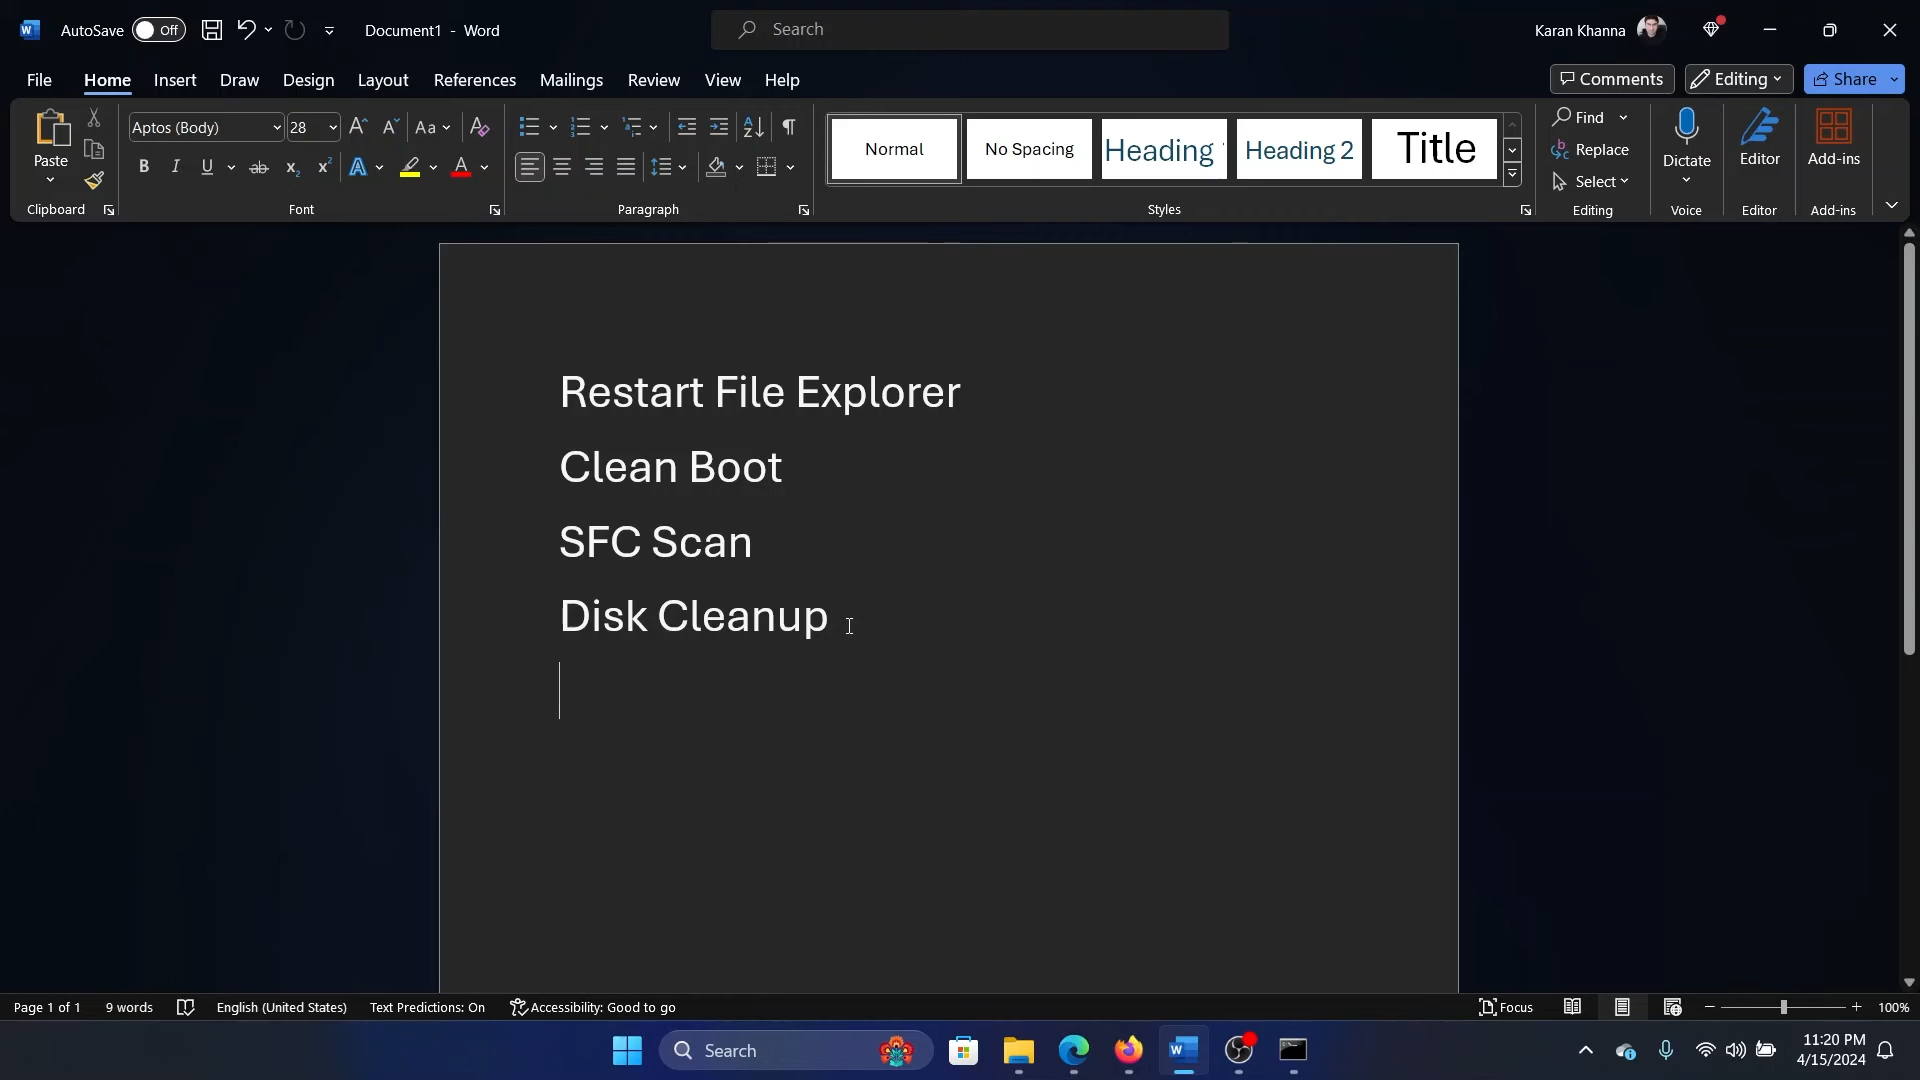 AutoSave Off Document1 - Word Search Karan Khanna
File Home Insert Draw Design Layout References Mailings Review View Help Comments Editing Share
Aptos (Body) 28 Aa Normal No Spacing Heading 1 Heading 2 Title Find
Paste Replace Dictate Editor Add-ins
B I U ab x₂ x² A A Select
Clipboard Font Paragraph Styles Editing Voice Editor Add-ins
Restart File Explorer
Clean Boot
SFC Scan
Disk Cleanup
Page 1 of 1 9 words English (United States) Text Predictions: On Accessibility: Good to go Focus 100%
Search 11:20 PM
4/15/2024